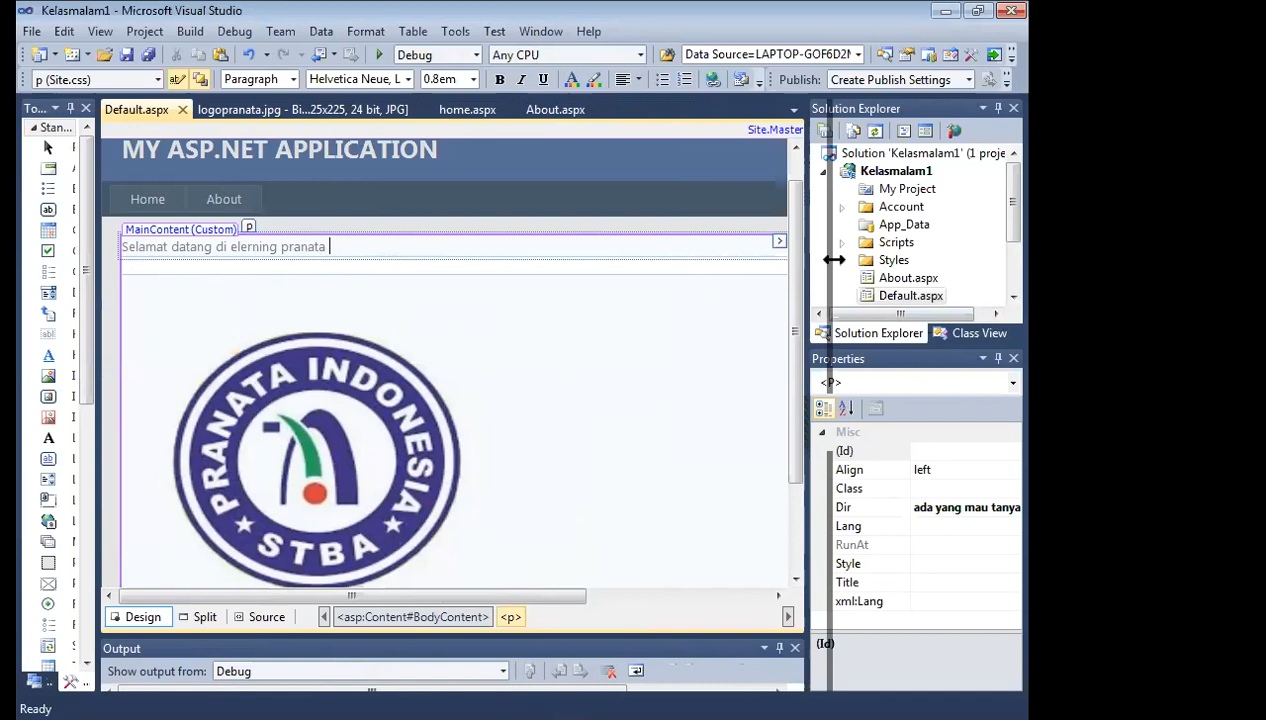 Kelasmalam1 - Microsoft Visual Studio
File Edit View Project Build Debug Team Data Format Table Tools Test Window Help
Debug Any CPU Data Source=LAPTOP-GOF6D2N
p (Site.css) Paragraph Helvetica Neue, L 0.8em B I U A Publish: Create Publish Settings
To... Default.aspx logopranata.jpg - Bi...25x225, 24 bit, JPG] home.aspx About.aspx Solution Explorer
Stan...
Site.Master
MY ASP.NET APPLICATION
Home About
MainContent (Custom) p
Selamat datang di elerning pranata
PRANATA INDONESIA
STBA
Solution 'Kelasmalam1' (1 proje
Kelasmalam1
My Project
Account
App_Data
Scripts
Styles
About.aspx
Default.aspx
Solution Explorer Class View
Properties
<P>
Misc
(Id)
Align left
Class
Dir ada yang mau tanya
Lang
RunAt
Style
Title
xml:Lang
(Id)
Design Split Source <asp:Content#BodyContent> <p>
Output
Show output from: Debug
Ready